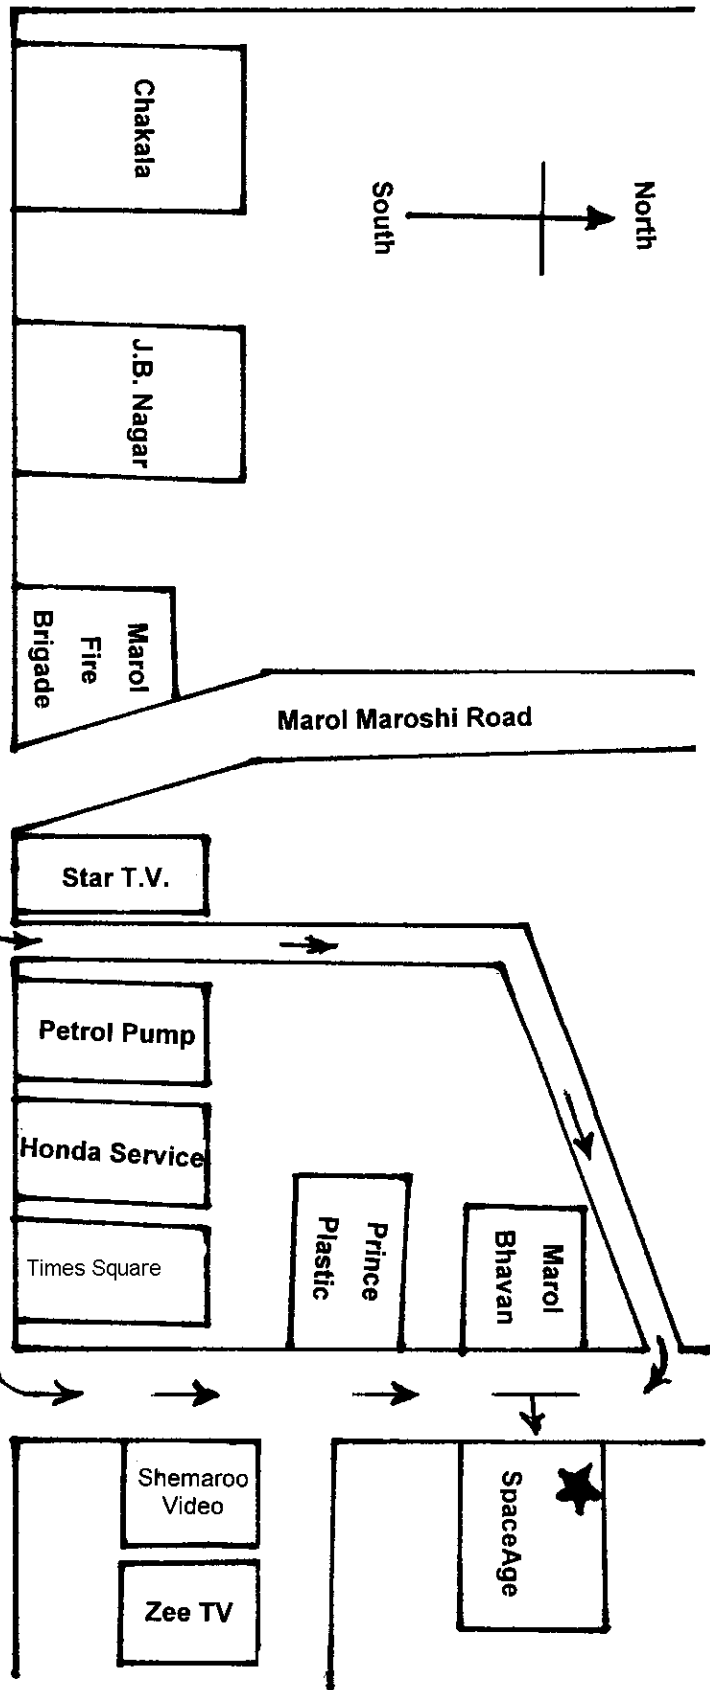 Chakala
North
South
J.B. Nagar
Marol
Fire
Brigade
Marol Maroshi Road
Star T.V.
Petrol Pump
Honda Service
Times Square
Prince
Plastic
Marol
Bhavan
Shemaroo
Video
SpaceAge
Zee TV